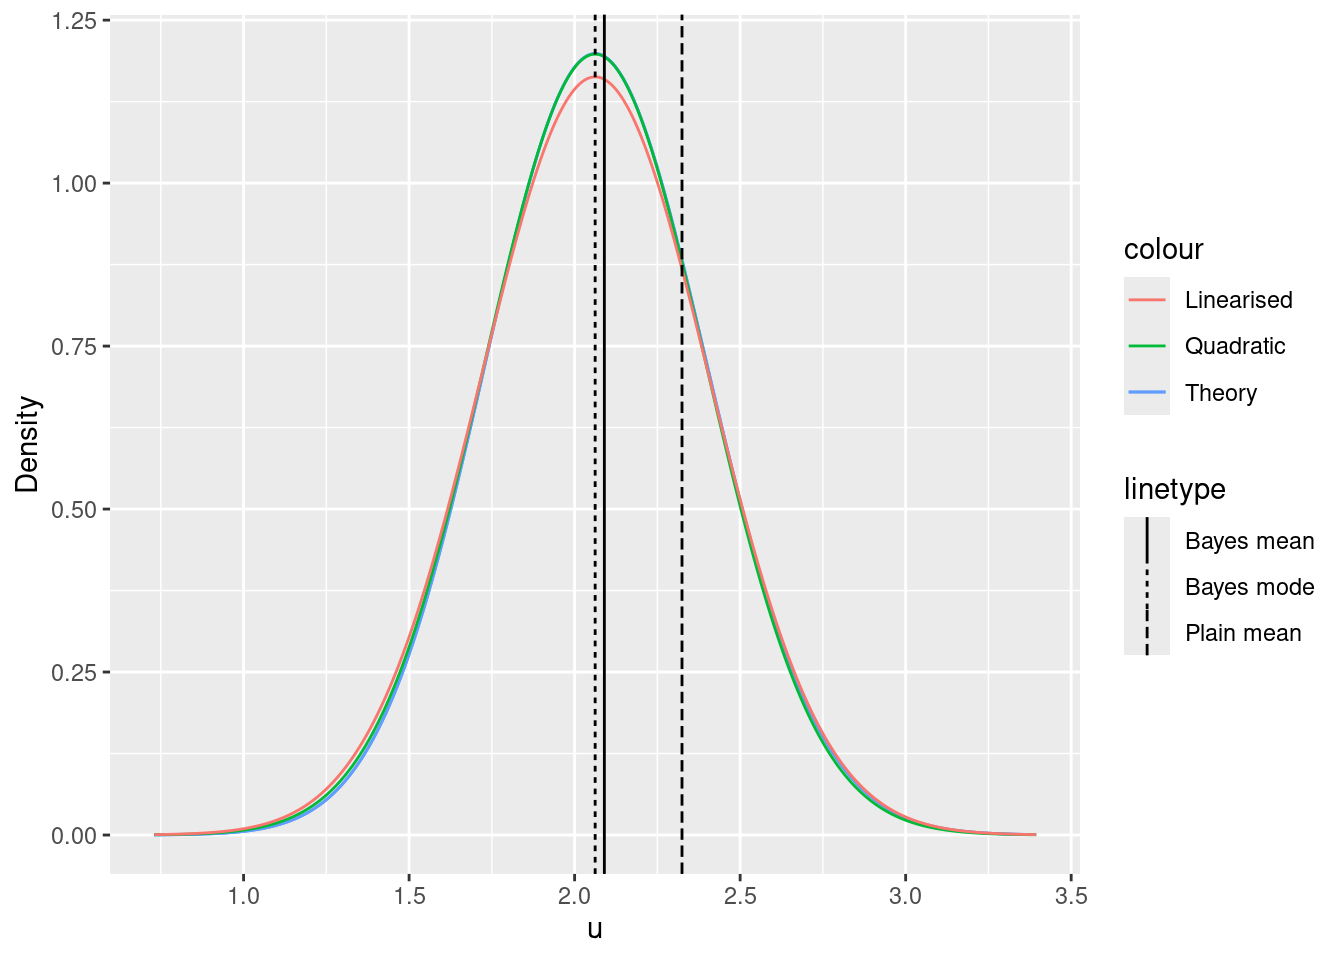 1.25
1.00
0.75
0.50
0.25
0.00
Density
1.0 1.5 2.0 2.5 3.0 3.5
u
colour
Linearised
Quadratic
Theory
linetype
Bayes mean
Bayes mode
Plain mean